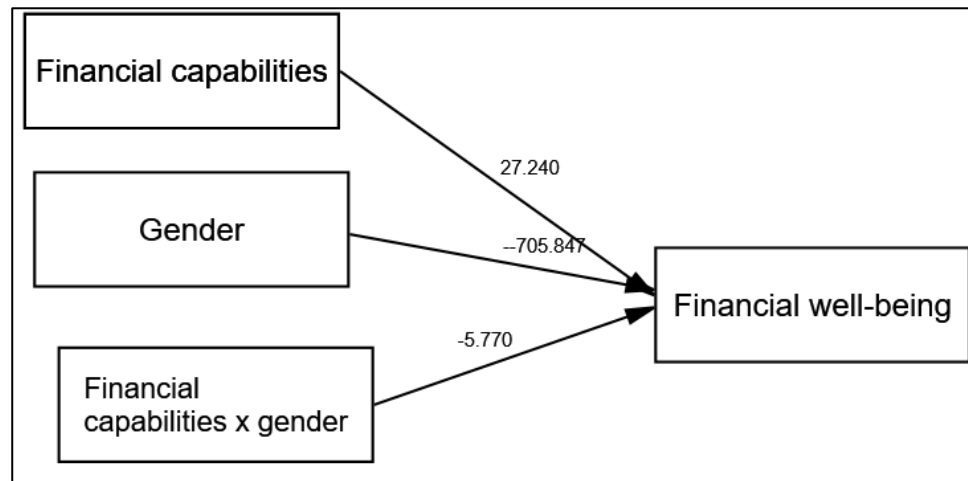 Financial capabilities
27.240
Gender
--705.847
Financial well-being
-5.770
Financial
capabilities x gender